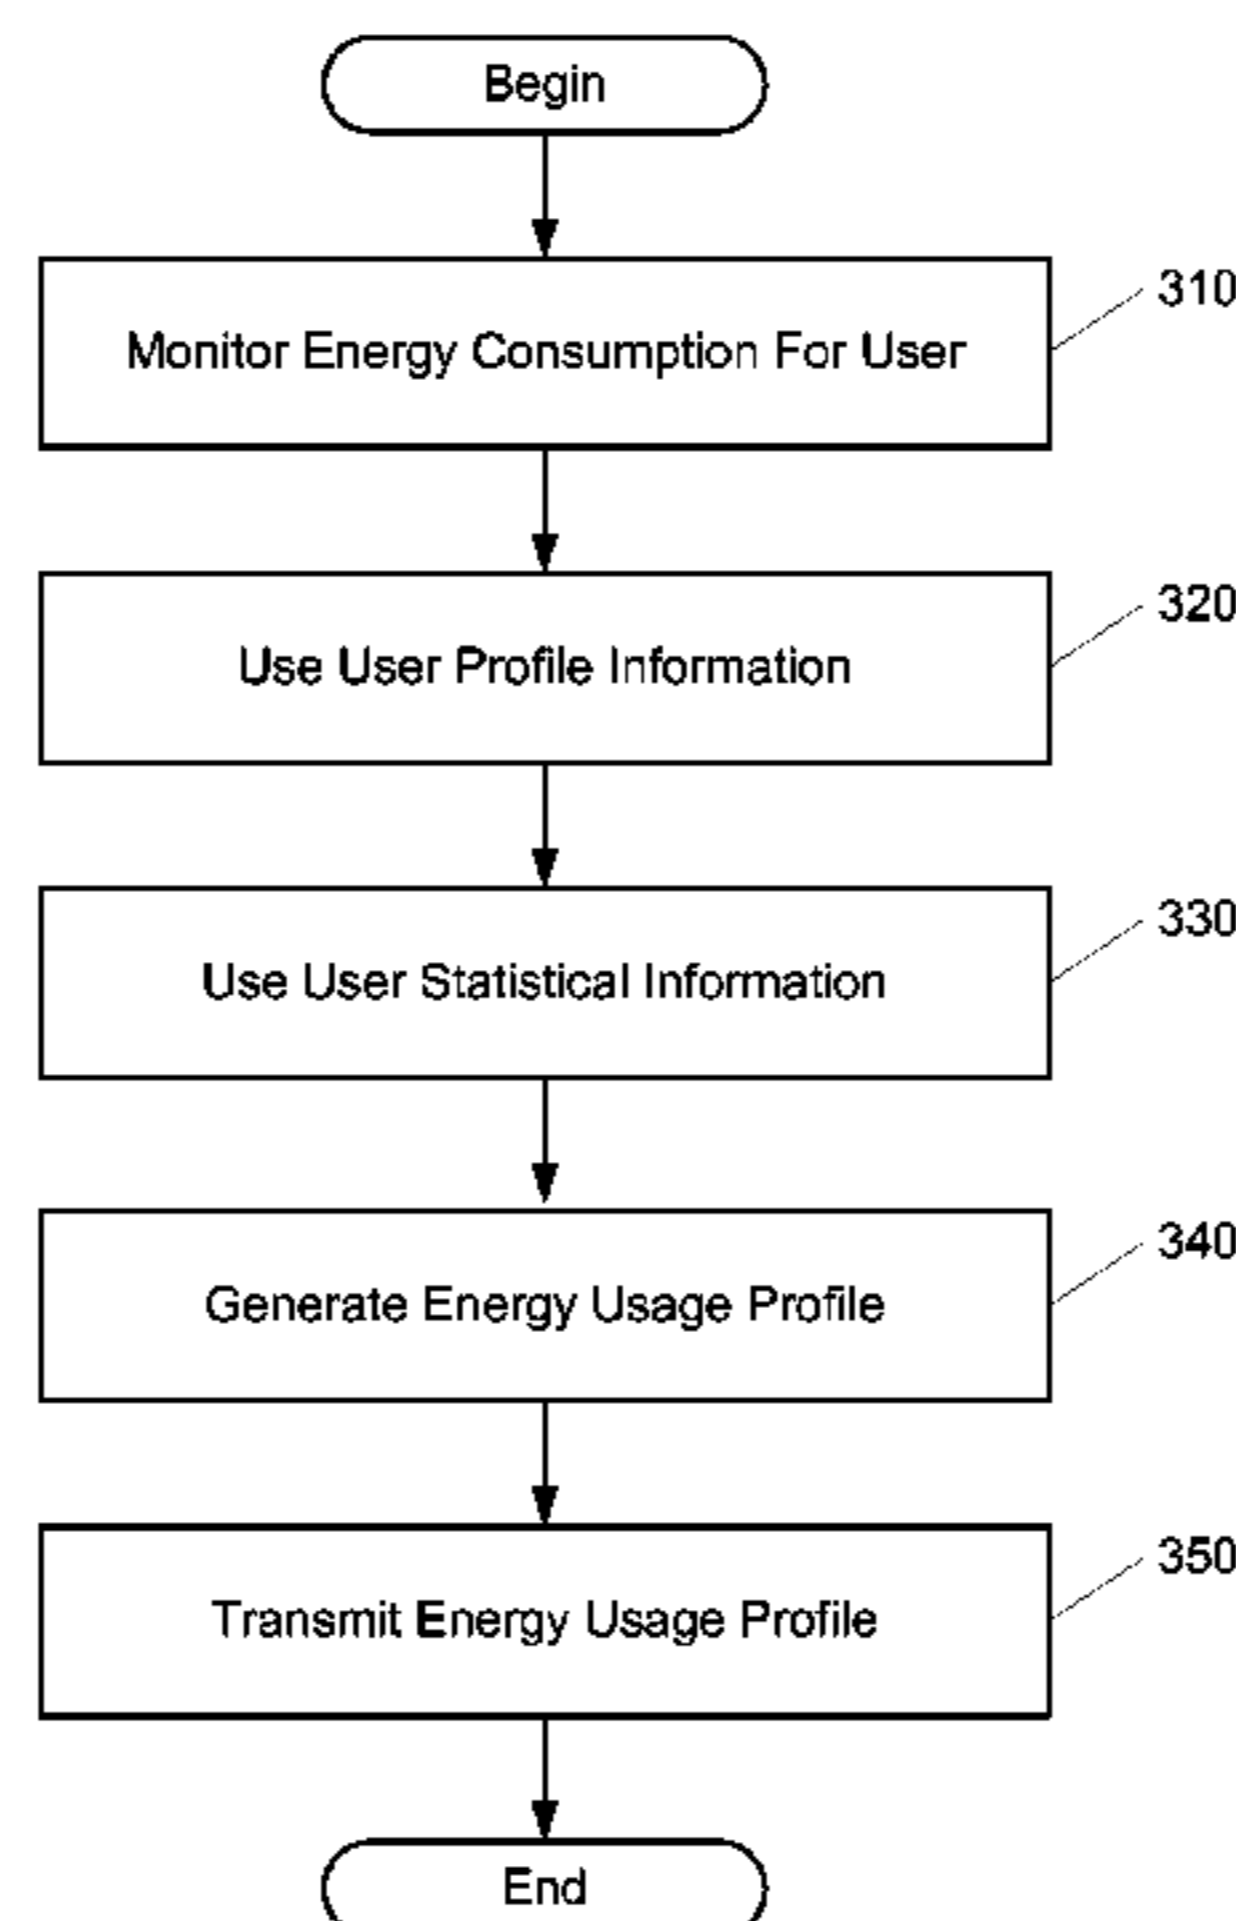 Begin
Monitor Energy Consumption For User
310
Use User Profile Information
320
Use User Statistical Information
330
Generate Energy Usage Profile
340
Transmit Energy Usage Profile
350
End